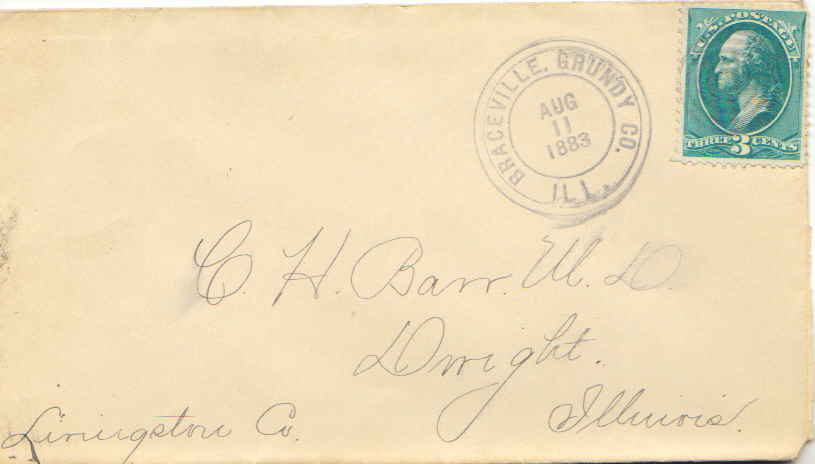 U.S. POSTAGE
THREE 3 CENTS
BRACEVILLE, GRUNDY CO.
AUG
11
1883
ILL.
C. H. Barr. M. D.
Dwight.
Illinois.
Livingston Co.